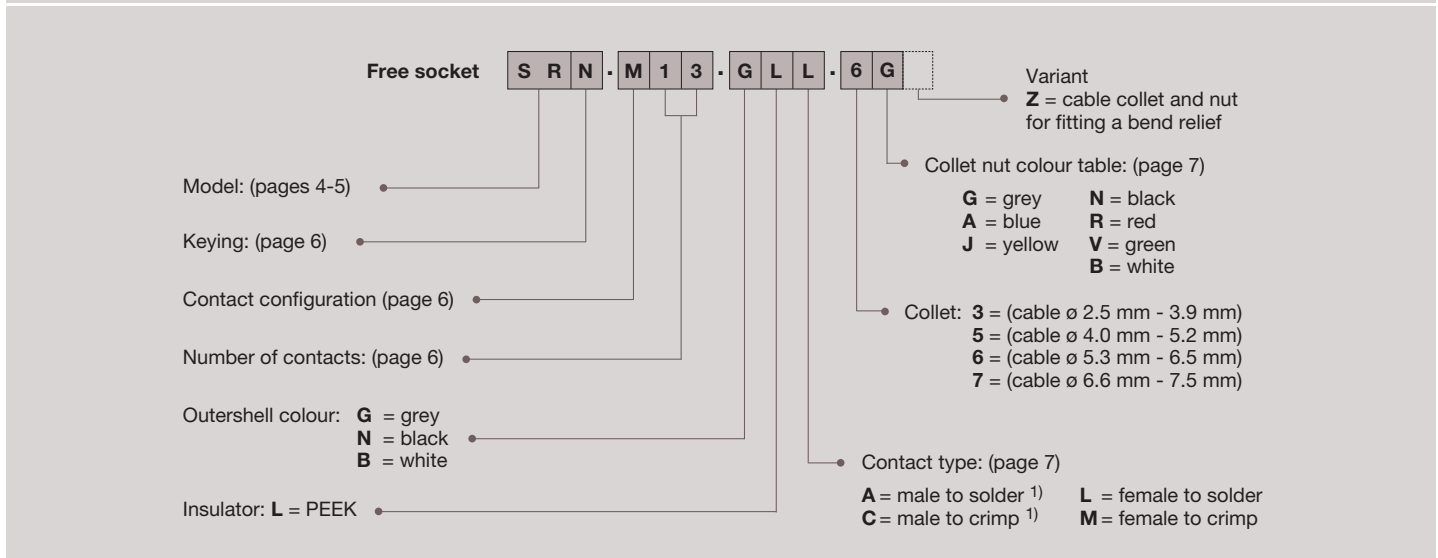 Free socket S R N . M 1 3 . G L L . 6 G
Variant
Z = cable collet and nut
for fitting a bend relief
Collet nut colour table: (page 7)
G = grey N = black
A = blue R = red
J = yellow V = green
B = white
Model: (pages 4-5)
Keying: (page 6)
Contact configuration (page 6)
Collet: 3 = (cable ø 2.5 mm - 3.9 mm)
5 = (cable ø 4.0 mm - 5.2 mm)
6 = (cable ø 5.3 mm - 6.5 mm)
7 = (cable ø 6.6 mm - 7.5 mm)
Number of contacts: (page 6)
Outershell colour: G = grey
N = black
B = white
Contact type: (page 7)
A = male to solder 1) L = female to solder
C = male to crimp 1) M = female to crimp
Insulator: L = PEEK